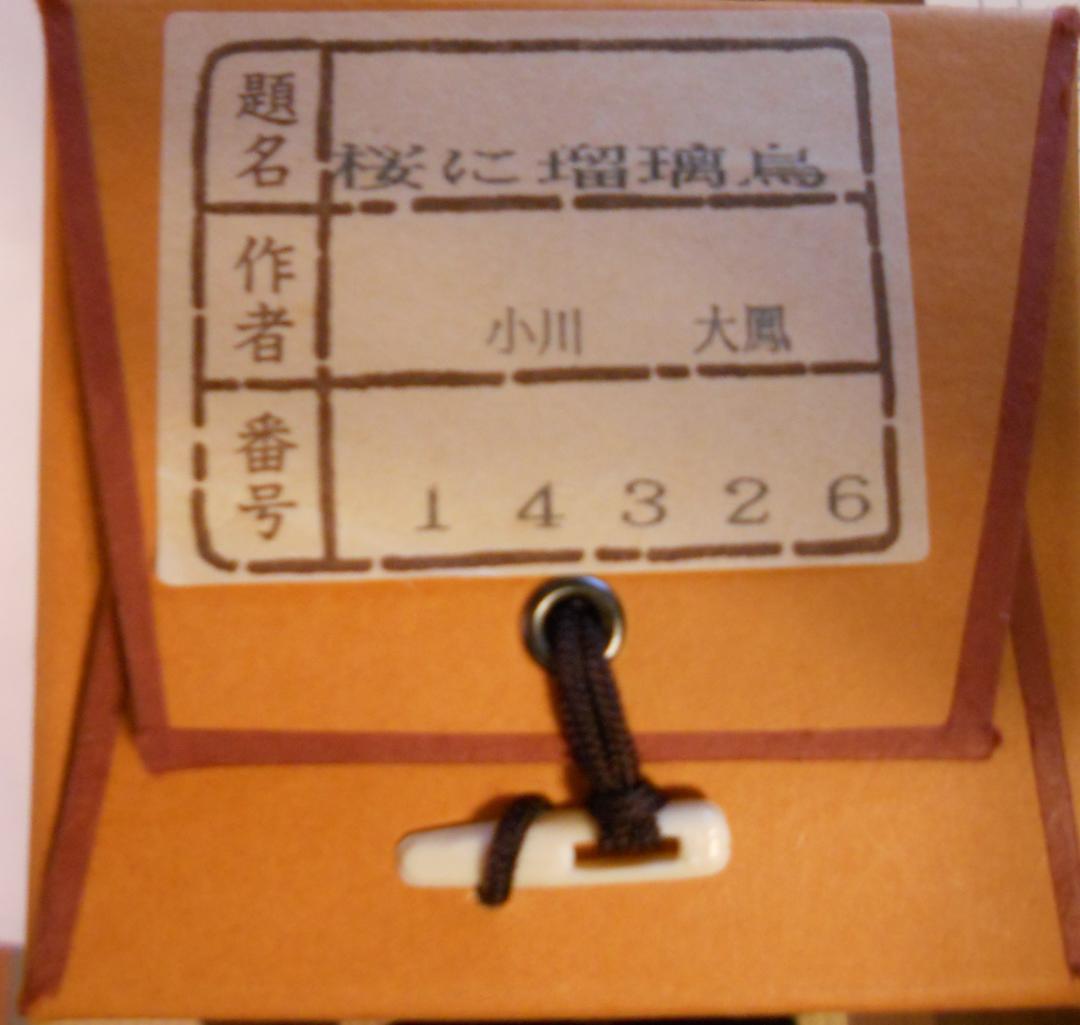 題名 桜に瑠璃鳥
作者 小川 大鳳
番号 14326